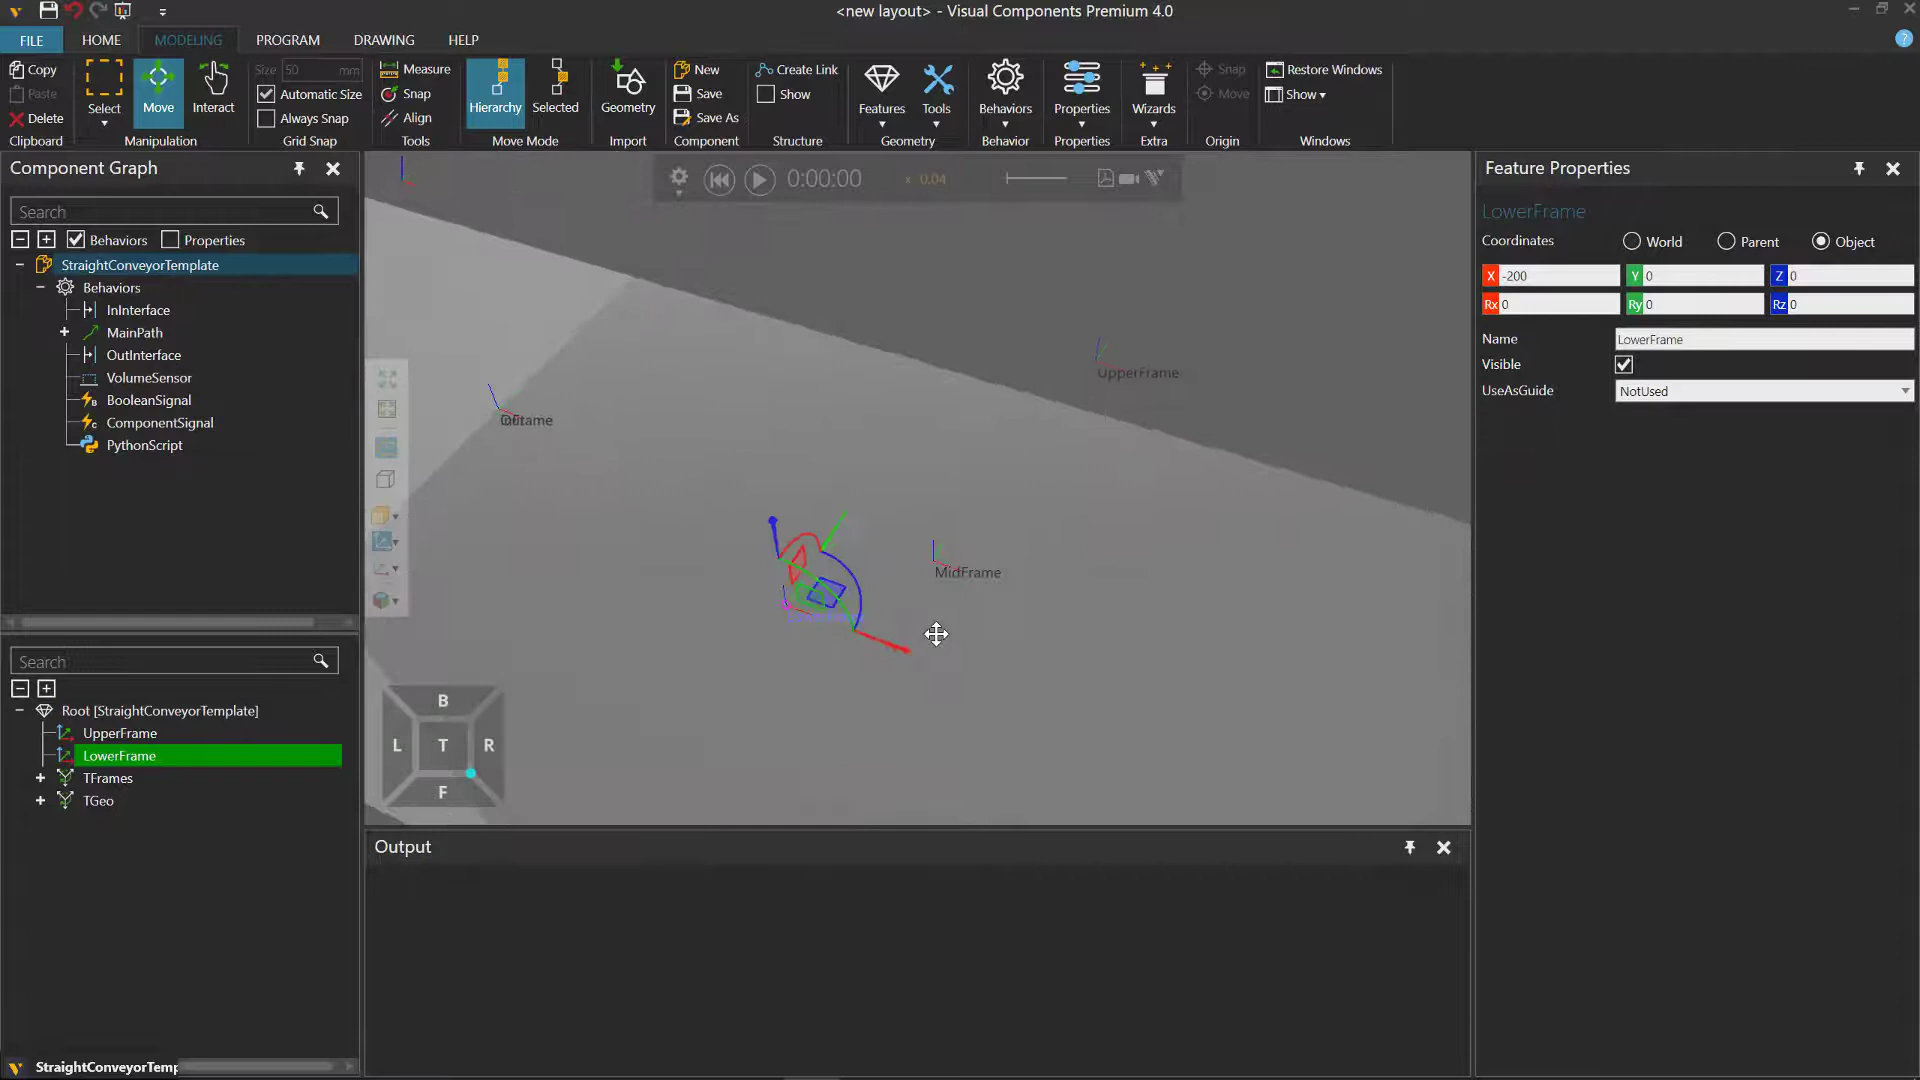 <new layout> - Visual Components Premium 4.0
FILE HOME MODELING PROGRAM DRAWING HELP
Copy
Paste
Delete
Clipboard
Select Move Interact
Manipulation
Size 50 mm
Automatic Size
Always Snap
Grid Snap
Measure
Snap
Align
Tools
Hierarchy Selected
Move Mode
Geometry
Import
New
Save
Save As
Component
Create Link
Show
Structure
Features Tools
Geometry
Behaviors
Behavior
Properties
Properties
Wizards
Extra
Snap
Move
Origin
Restore Windows
Show
Windows
Component Graph
Search
Behaviors Properties
StraightConveyorTemplate
Behaviors
InInterface
MainPath
OutInterface
VolumeSensor
BooleanSignal
ComponentSignal
PythonScript
Search
Root [StraightConveyorTemplate]
UpperFrame
LowerFrame
TFrames
TGeo
StraightConveyorTemp
0:00:00 x 0.04
UpperFrame
MidFrame
B
L T R
F
Output
Feature Properties
LowerFrame
Coordinates World Parent Object
X -200 Y 0 Z 0
Rx 0 Ry 0 Rz 0
Name LowerFrame
Visible
UseAsGuide NotUsed